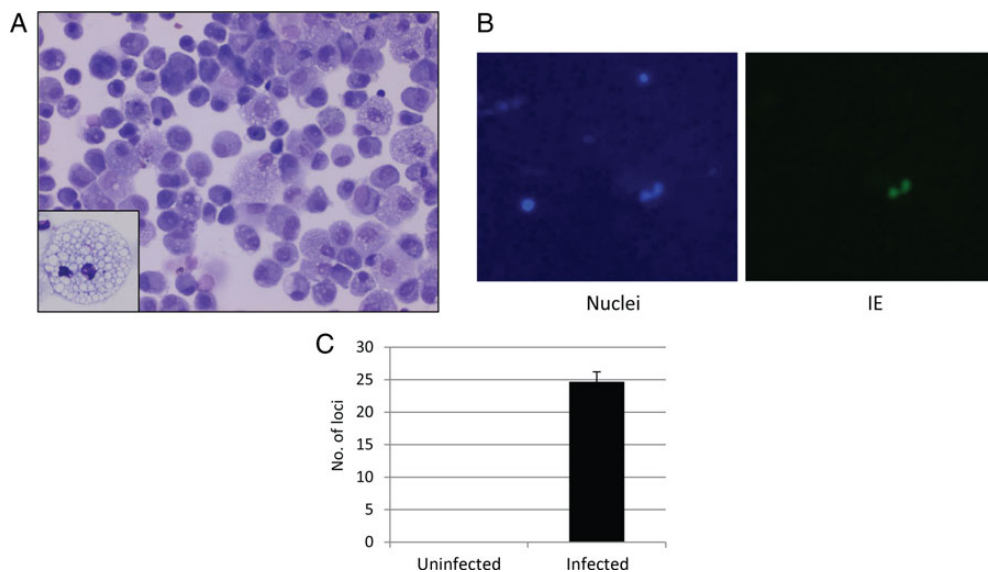 A
B
Nuclei
IE
C
No. of loci
30
25
20
15
10
5
0
Uninfected
Infected